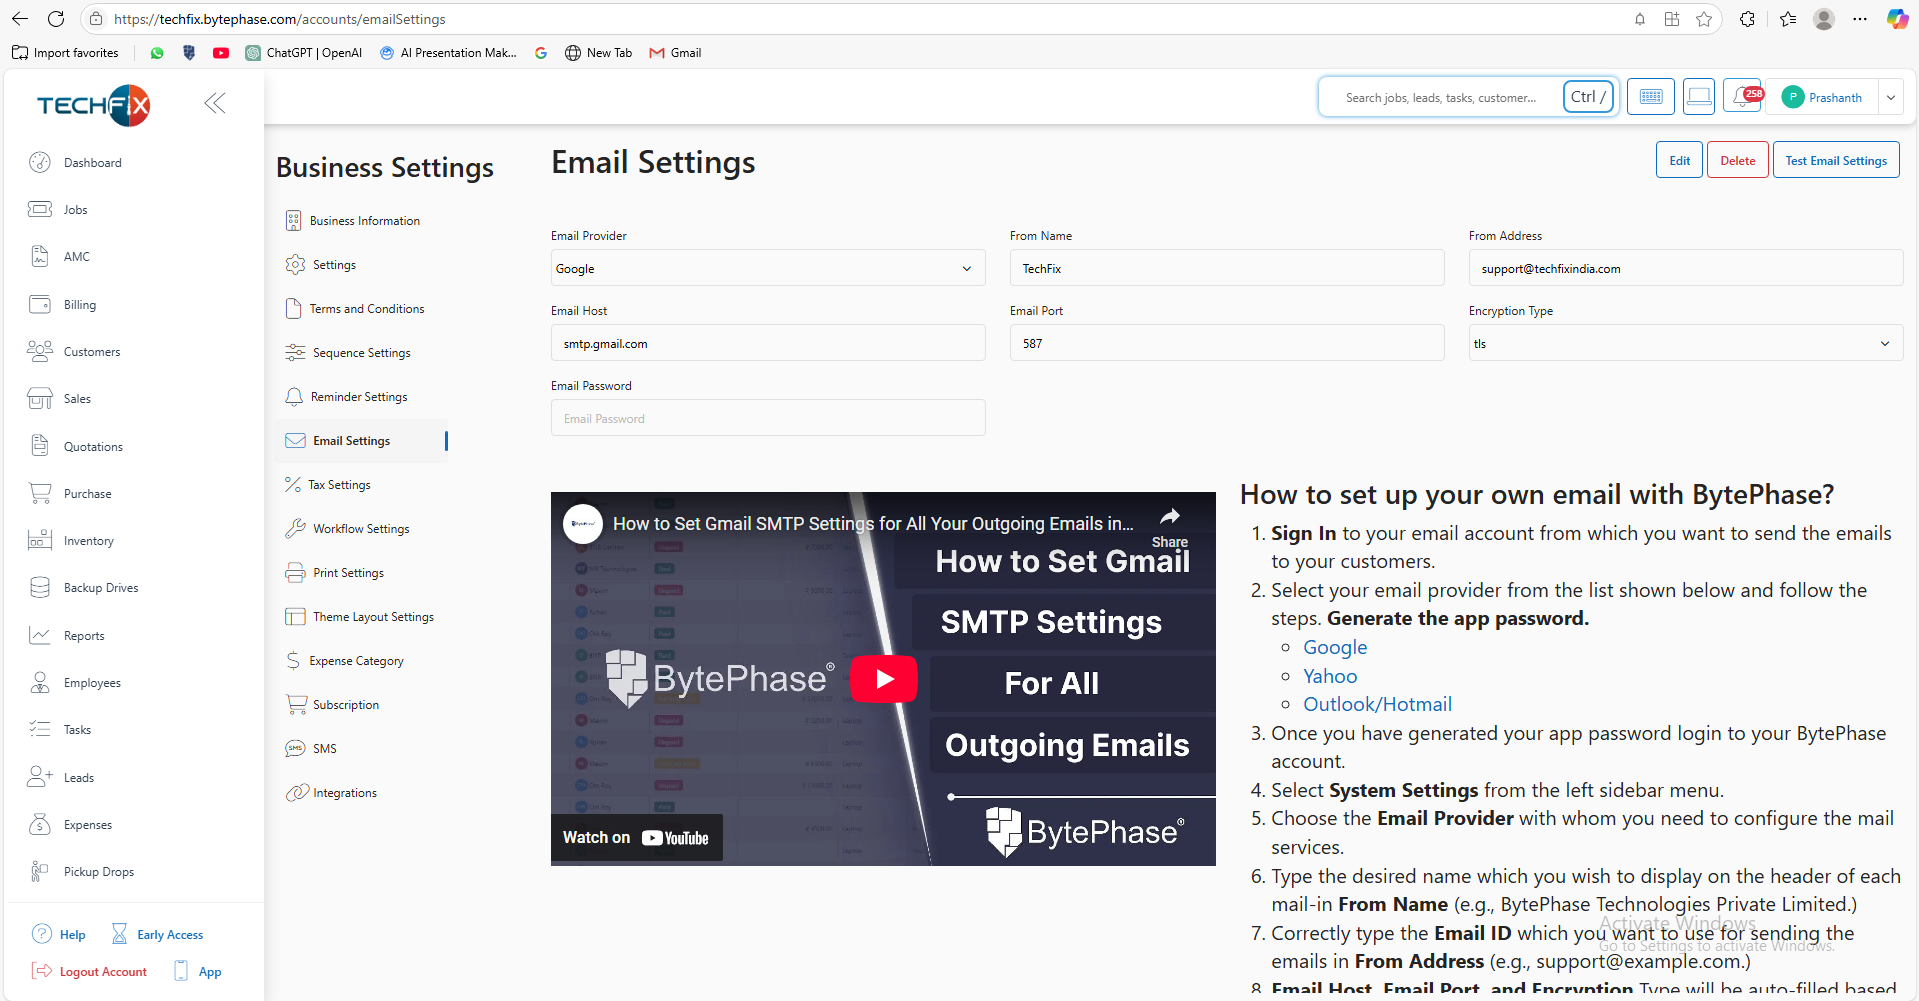 https://techfix.bytephase.com/accounts/emailSettings
Import favorites
ChatGPT | OpenAI
AI Presentation Mak...
New Tab
Gmail
TECHFIX
Search jobs, leads, tasks, customer...
Ctrl /
258
P
Prashanth
Dashboard
Jobs
AMC
Billing
Customers
Sales
Quotations
Purchase
Inventory
Backup Drives
Reports
Employees
Tasks
Leads
Expenses
Pickup Drops
Help
Early Access
Logout Account
App
Business Settings
Business Information
Settings
Terms and Conditions
Sequence Settings
Reminder Settings
Email Settings
Tax Settings
Workflow Settings
Print Settings
Theme Layout Settings
Expense Category
Subscription
SMS
SMS
Integrations
Email Settings
Edit
Delete
Test Email Settings
Email Provider
Google
From Name
TechFix
From Address
support@techfixindia.com
Email Host
smtp.gmail.com
Email Port
587
Encryption Type
tls
Email Password
Email Password
How to Set Gmail SMTP Settings for All Your Outgoing Emails in...
Share
How to Set Gmail
SMTP Settings
For All
Outgoing Emails
BytePhase®
BytePhase®
Watch on YouTube
How to set up your own email with BytePhase?
1. Sign In to your email account from which you want to send the emails
to your customers.
2. Select your email provider from the list shown below and follow the
steps. Generate the app password.
Google
Yahoo
Outlook/Hotmail
3. Once you have generated your app password login to your BytePhase
account.
4. Select System Settings from the left sidebar menu.
5. Choose the Email Provider with whom you need to configure the mail
services.
6. Type the desired name which you wish to display on the header of each
mail-in From Name (e.g., BytePhase Technologies Private Limited.)
7. Correctly type the Email ID which you want to use for sending the
emails in From Address (e.g., support@example.com.)
8. Email Host, Email Port, and Encryption Type will be auto-filled based
Activate Windows
Go to Settings to activate Windows.